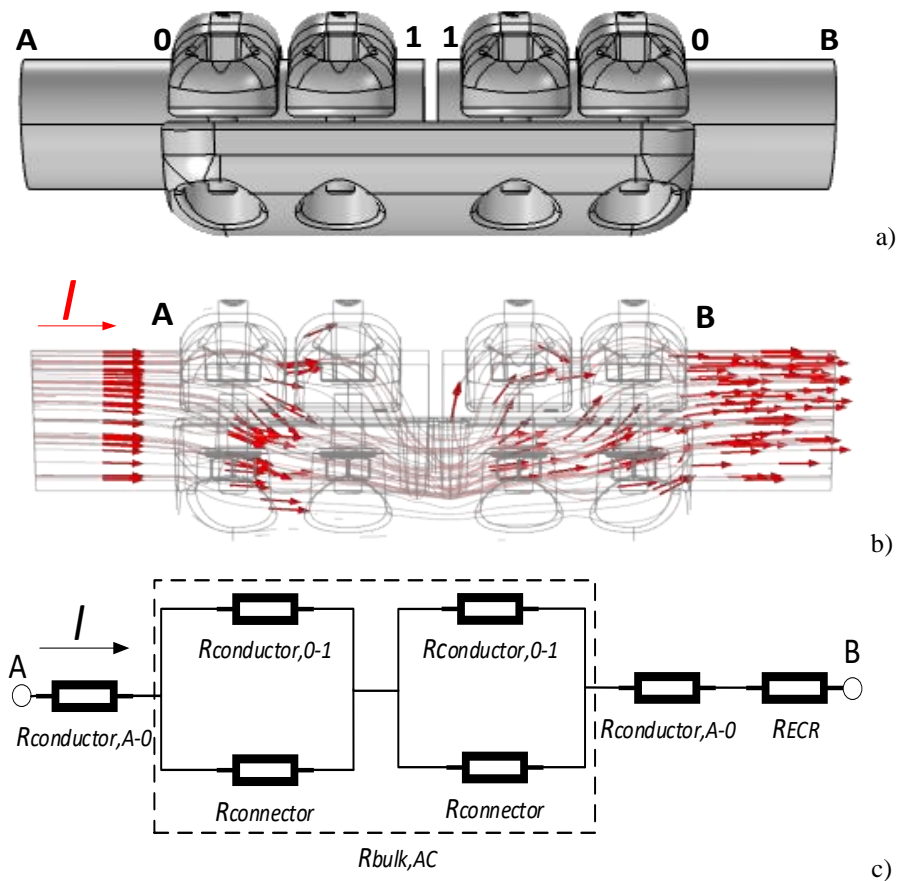 A 0 1 1 0 B
a)
I A B
b)
I
A B
Rconductor,0-1 Rconductor,0-1
Rconductor,A-0 Rconductor,A-0 RECR
Rconnector Rconnector
Rbulk,AC
c)